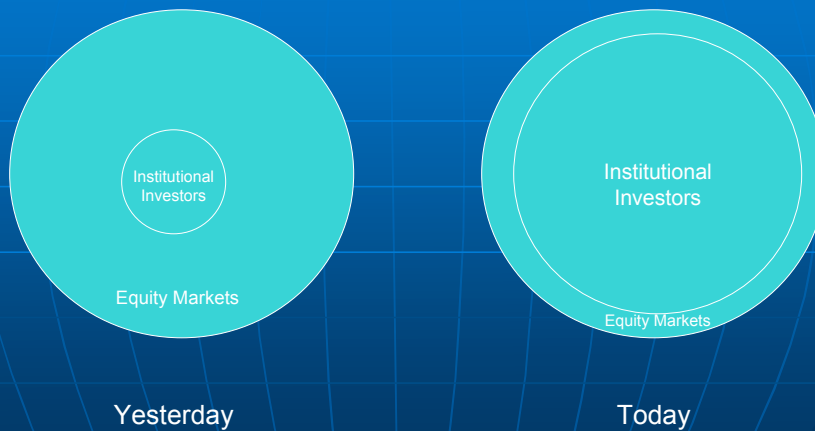 Institutional
Investors
Equity Markets
Yesterday
Institutional
Investors
Equity Markets
Today